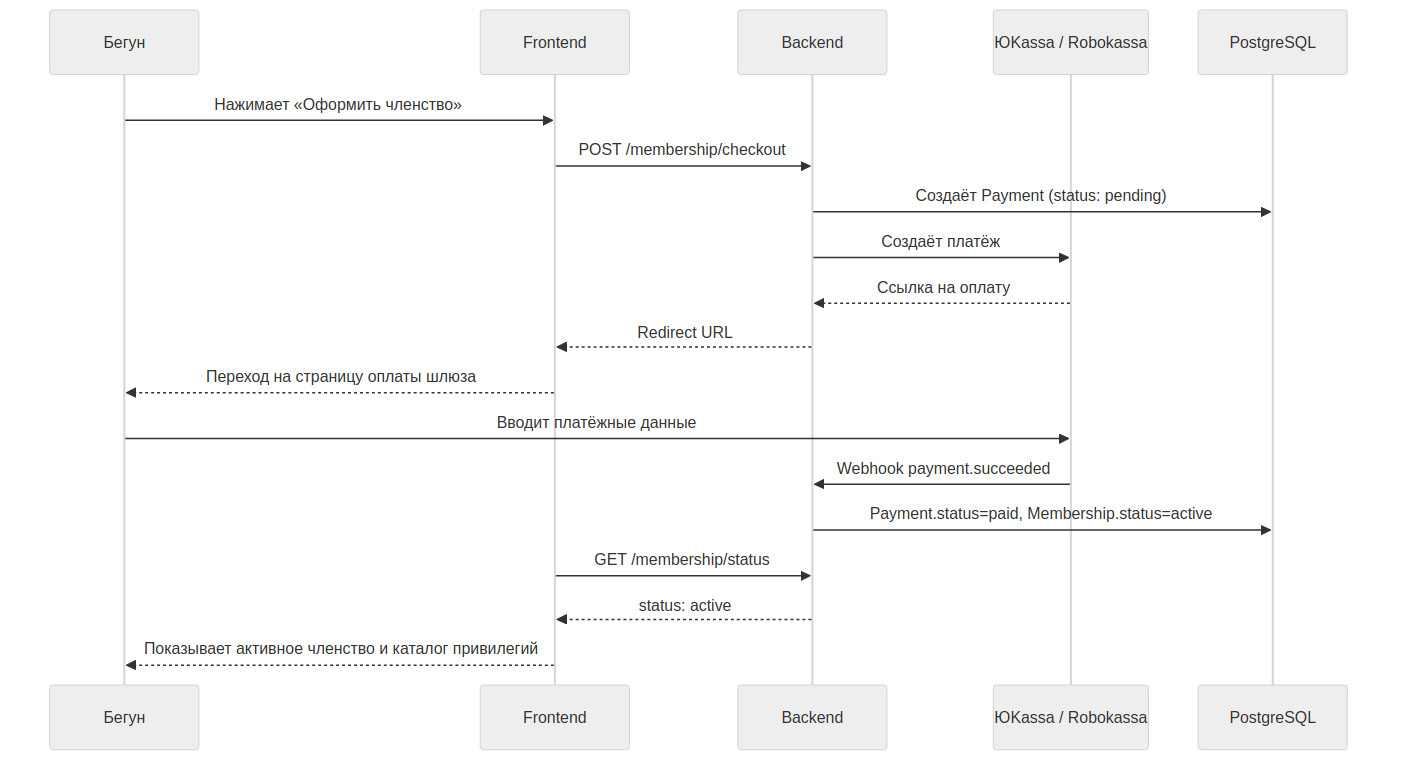 Бегун
Frontend
Backend
ЮKassa / Robokassa
PostgreSQL
Нажимает «Оформить членство»
POST /membership/checkout
Создаёт Payment (status: pending)
Создаёт платёж
Ссылка на оплату
Redirect URL
Переход на страницу оплаты шлюза
Вводит платёжные данные
Webhook payment.succeeded
Payment.status=paid, Membership.status=active
GET /membership/status
status: active
Показывает активное членство и каталог привилегий
Бегун
Frontend
Backend
ЮKassa / Robokassa
PostgreSQL